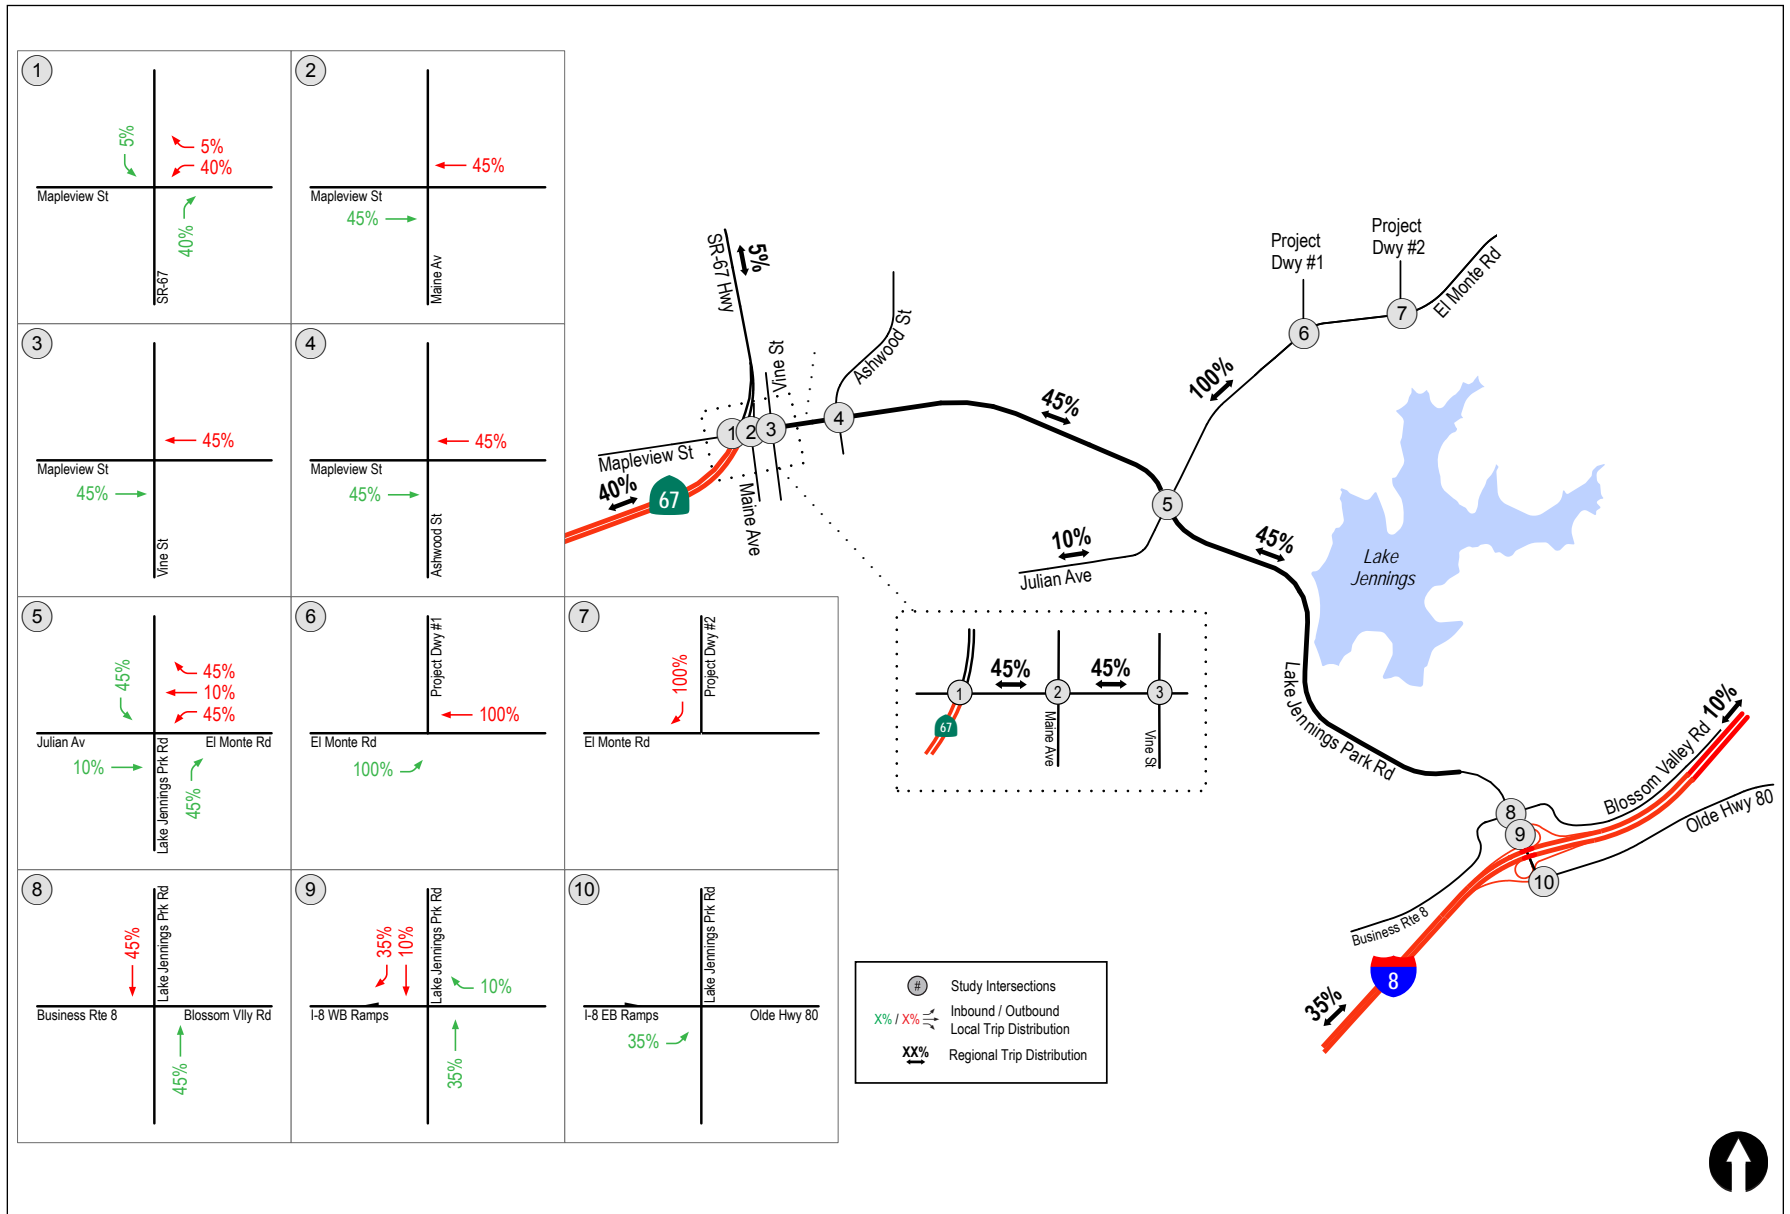 1
5%
5%
40%
Mapleview St
40%
SR-67
2
45%
Mapleview St
45%
Maine Av
3
45%
Mapleview St
45%
Vine St
4
45%
Mapleview St
45%
Ashwood St
5
45%
45%
10%
45%
Julian Av
El Monte Rd
10%
45%
Lake Jennings Prk Rd
6
Project Dwy #1
100%
El Monte Rd
100%
7
100%
Project Dwy #2
El Monte Rd
8
45%
Lake Jennings Prk Rd
Business Rte 8
Blossom Vlly Rd
45%
9
35%
10%
Lake Jennings Prk Rd
10%
I-8 WB Ramps
35%
10
Lake Jennings Prk Rd
I-8 EB Ramps
Olde Hwy 80
35%
SR-67 Hwy
5%
Vine St
Ashwood St
1
2
3
4
Mapleview St
40%
67
Maine Ave
45%
Project
Dwy #1
Project
Dwy #2
El Monte Rd
6
7
100%
5
10%
Julian Ave
45%
Lake
Jennings
Lake Jennings Park Rd
45%
45%
1
2
3
67
Maine Ave
Vine St
10%
Blossom Valley Rd
Olde Hwy 80
8
9
10
Business Rte 8
8
35%
#
Study Intersections
X% / X%
Inbound / Outbound
Local Trip Distribution
XX%
Regional Trip Distribution